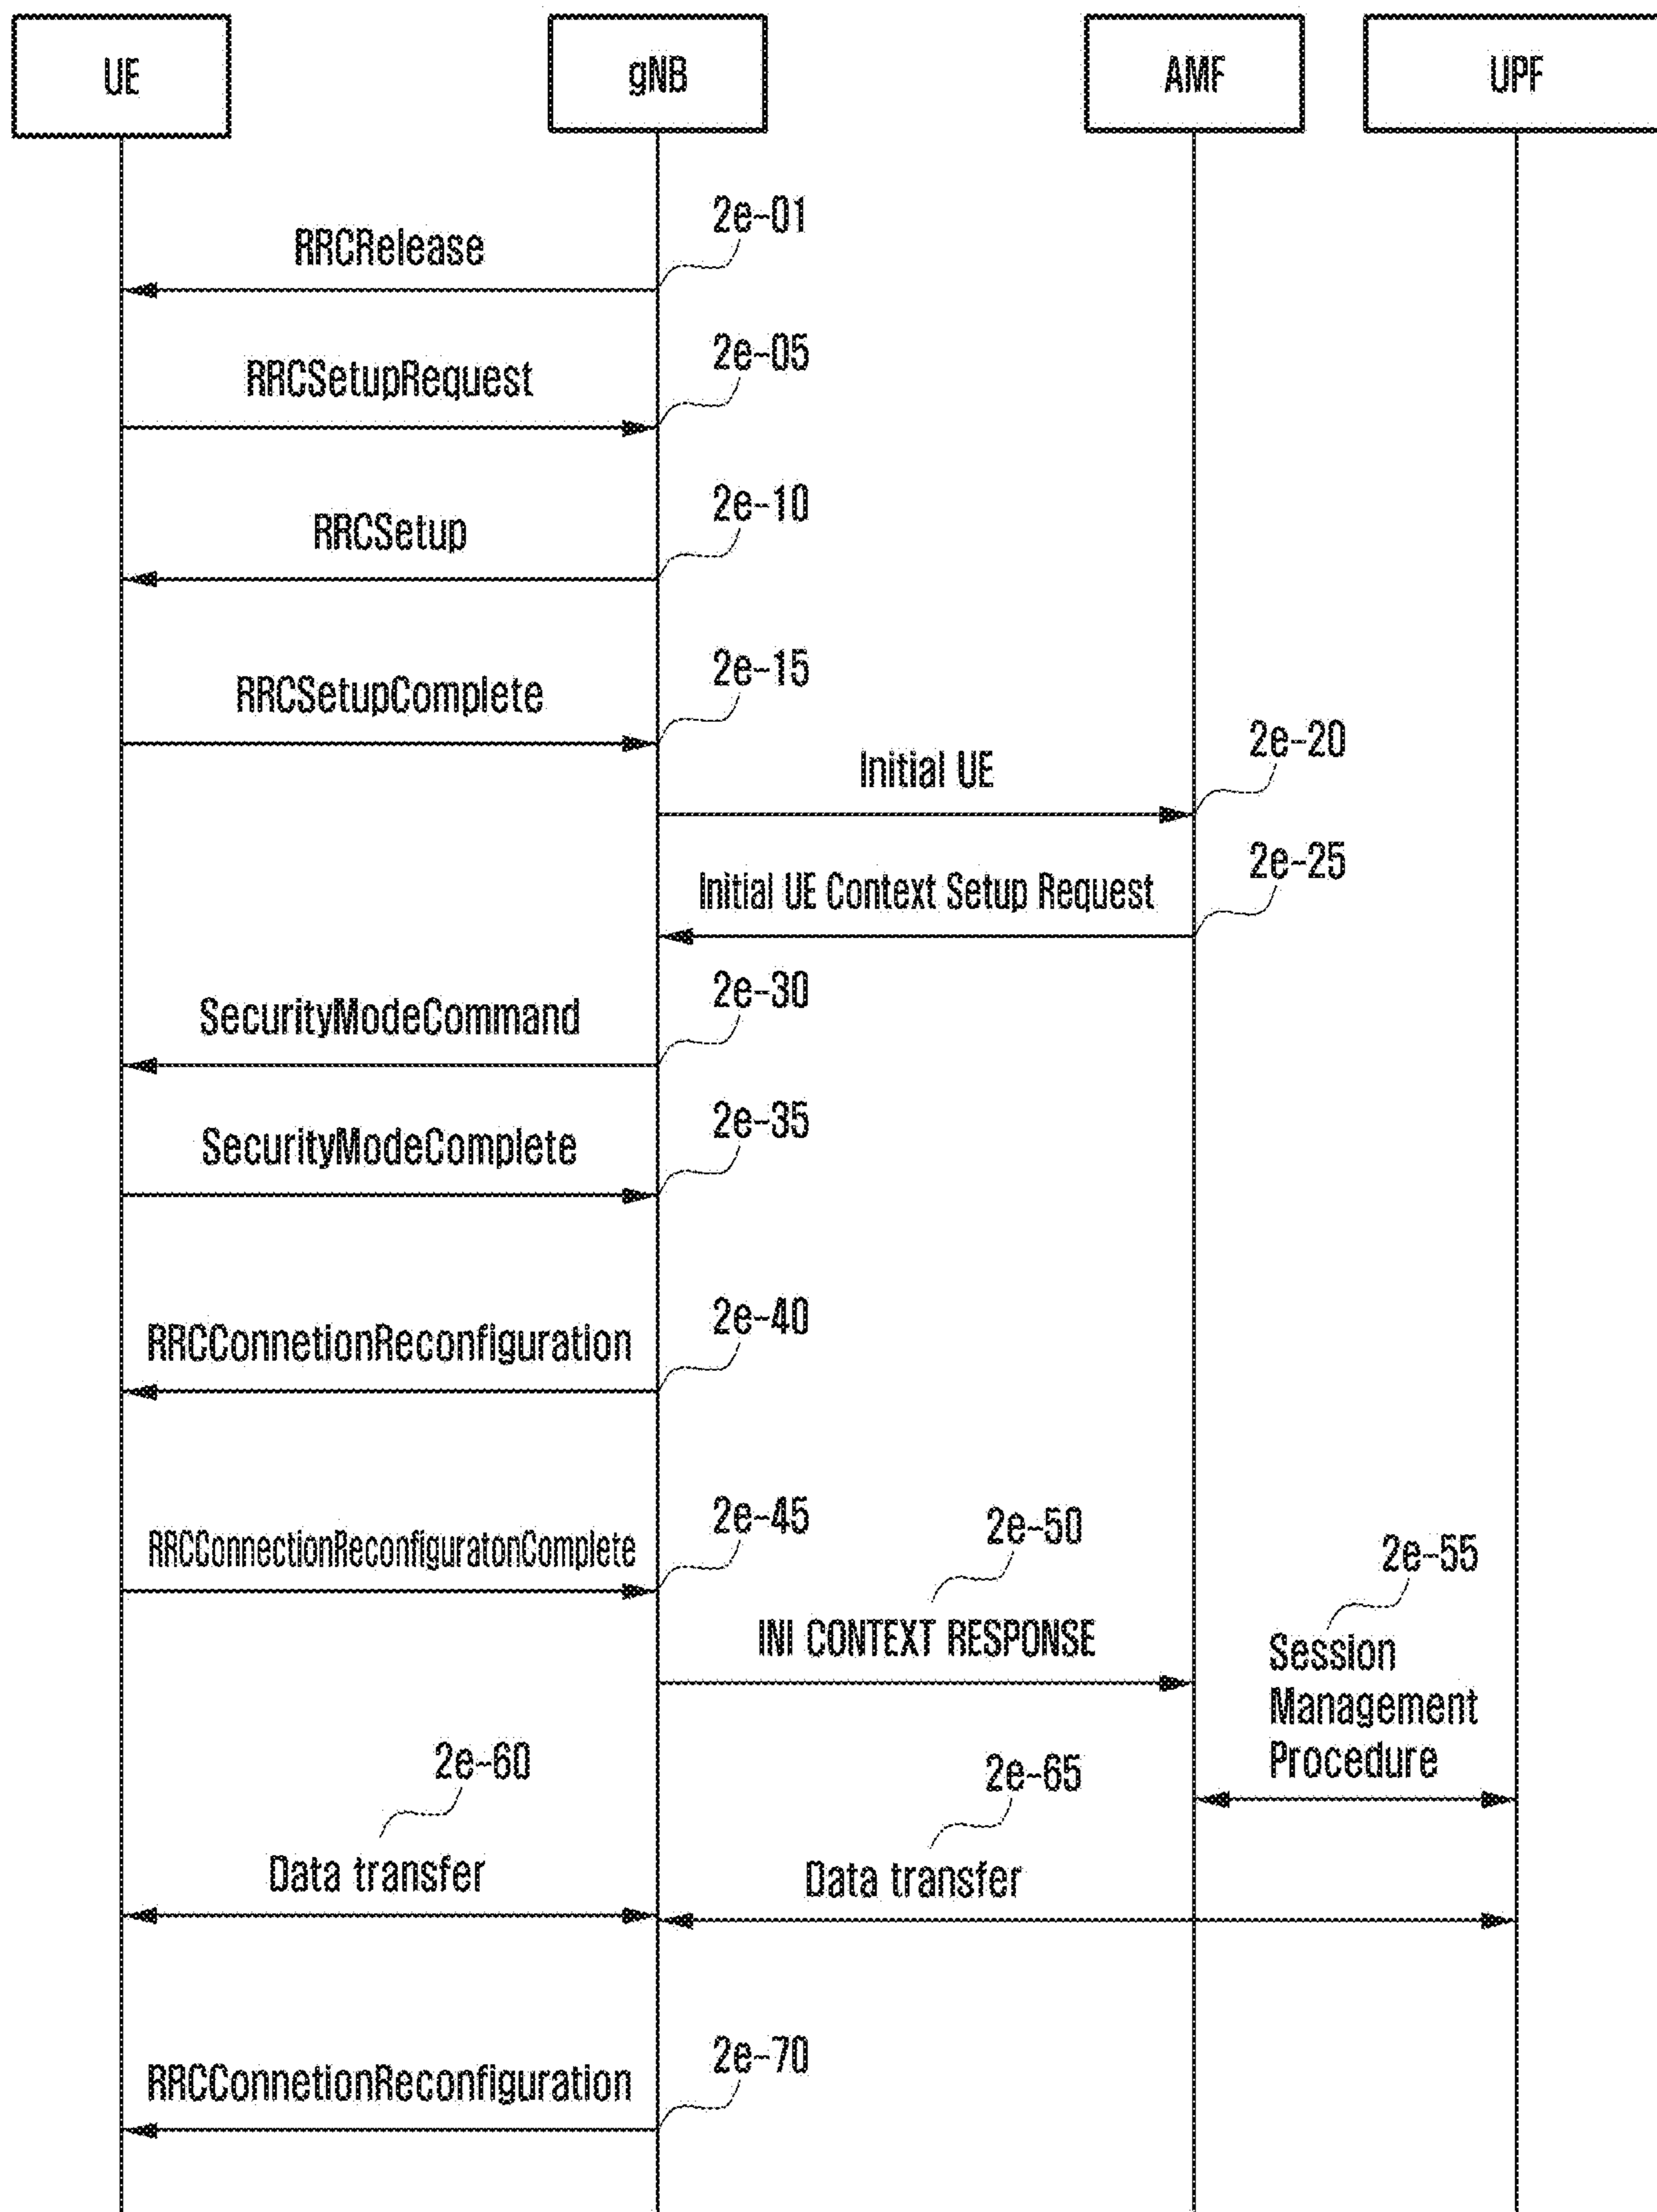 UE
gNB
AMF
UPF
2e-01
RRCRelease
2e-05
RRCSetupRequest
2e-10
RRCSetup
2e-15
RRCSetupComplete
2e-20
Initial UE
2e-25
Initial UE Context Setup Request
2e-30
SecurityModeCommand
2e-35
SecurityModeComplete
2e-40
RRCConnetionReconfiguration
2e-45
RRCConnectionReconfiguratonComplete
2e-50
INI CONTEXT RESPONSE
2e-55
Session
Management
Procedure
2e-60
Data transfer
2e-65
Data transfer
2e-70
RRCConnetionReconfiguration